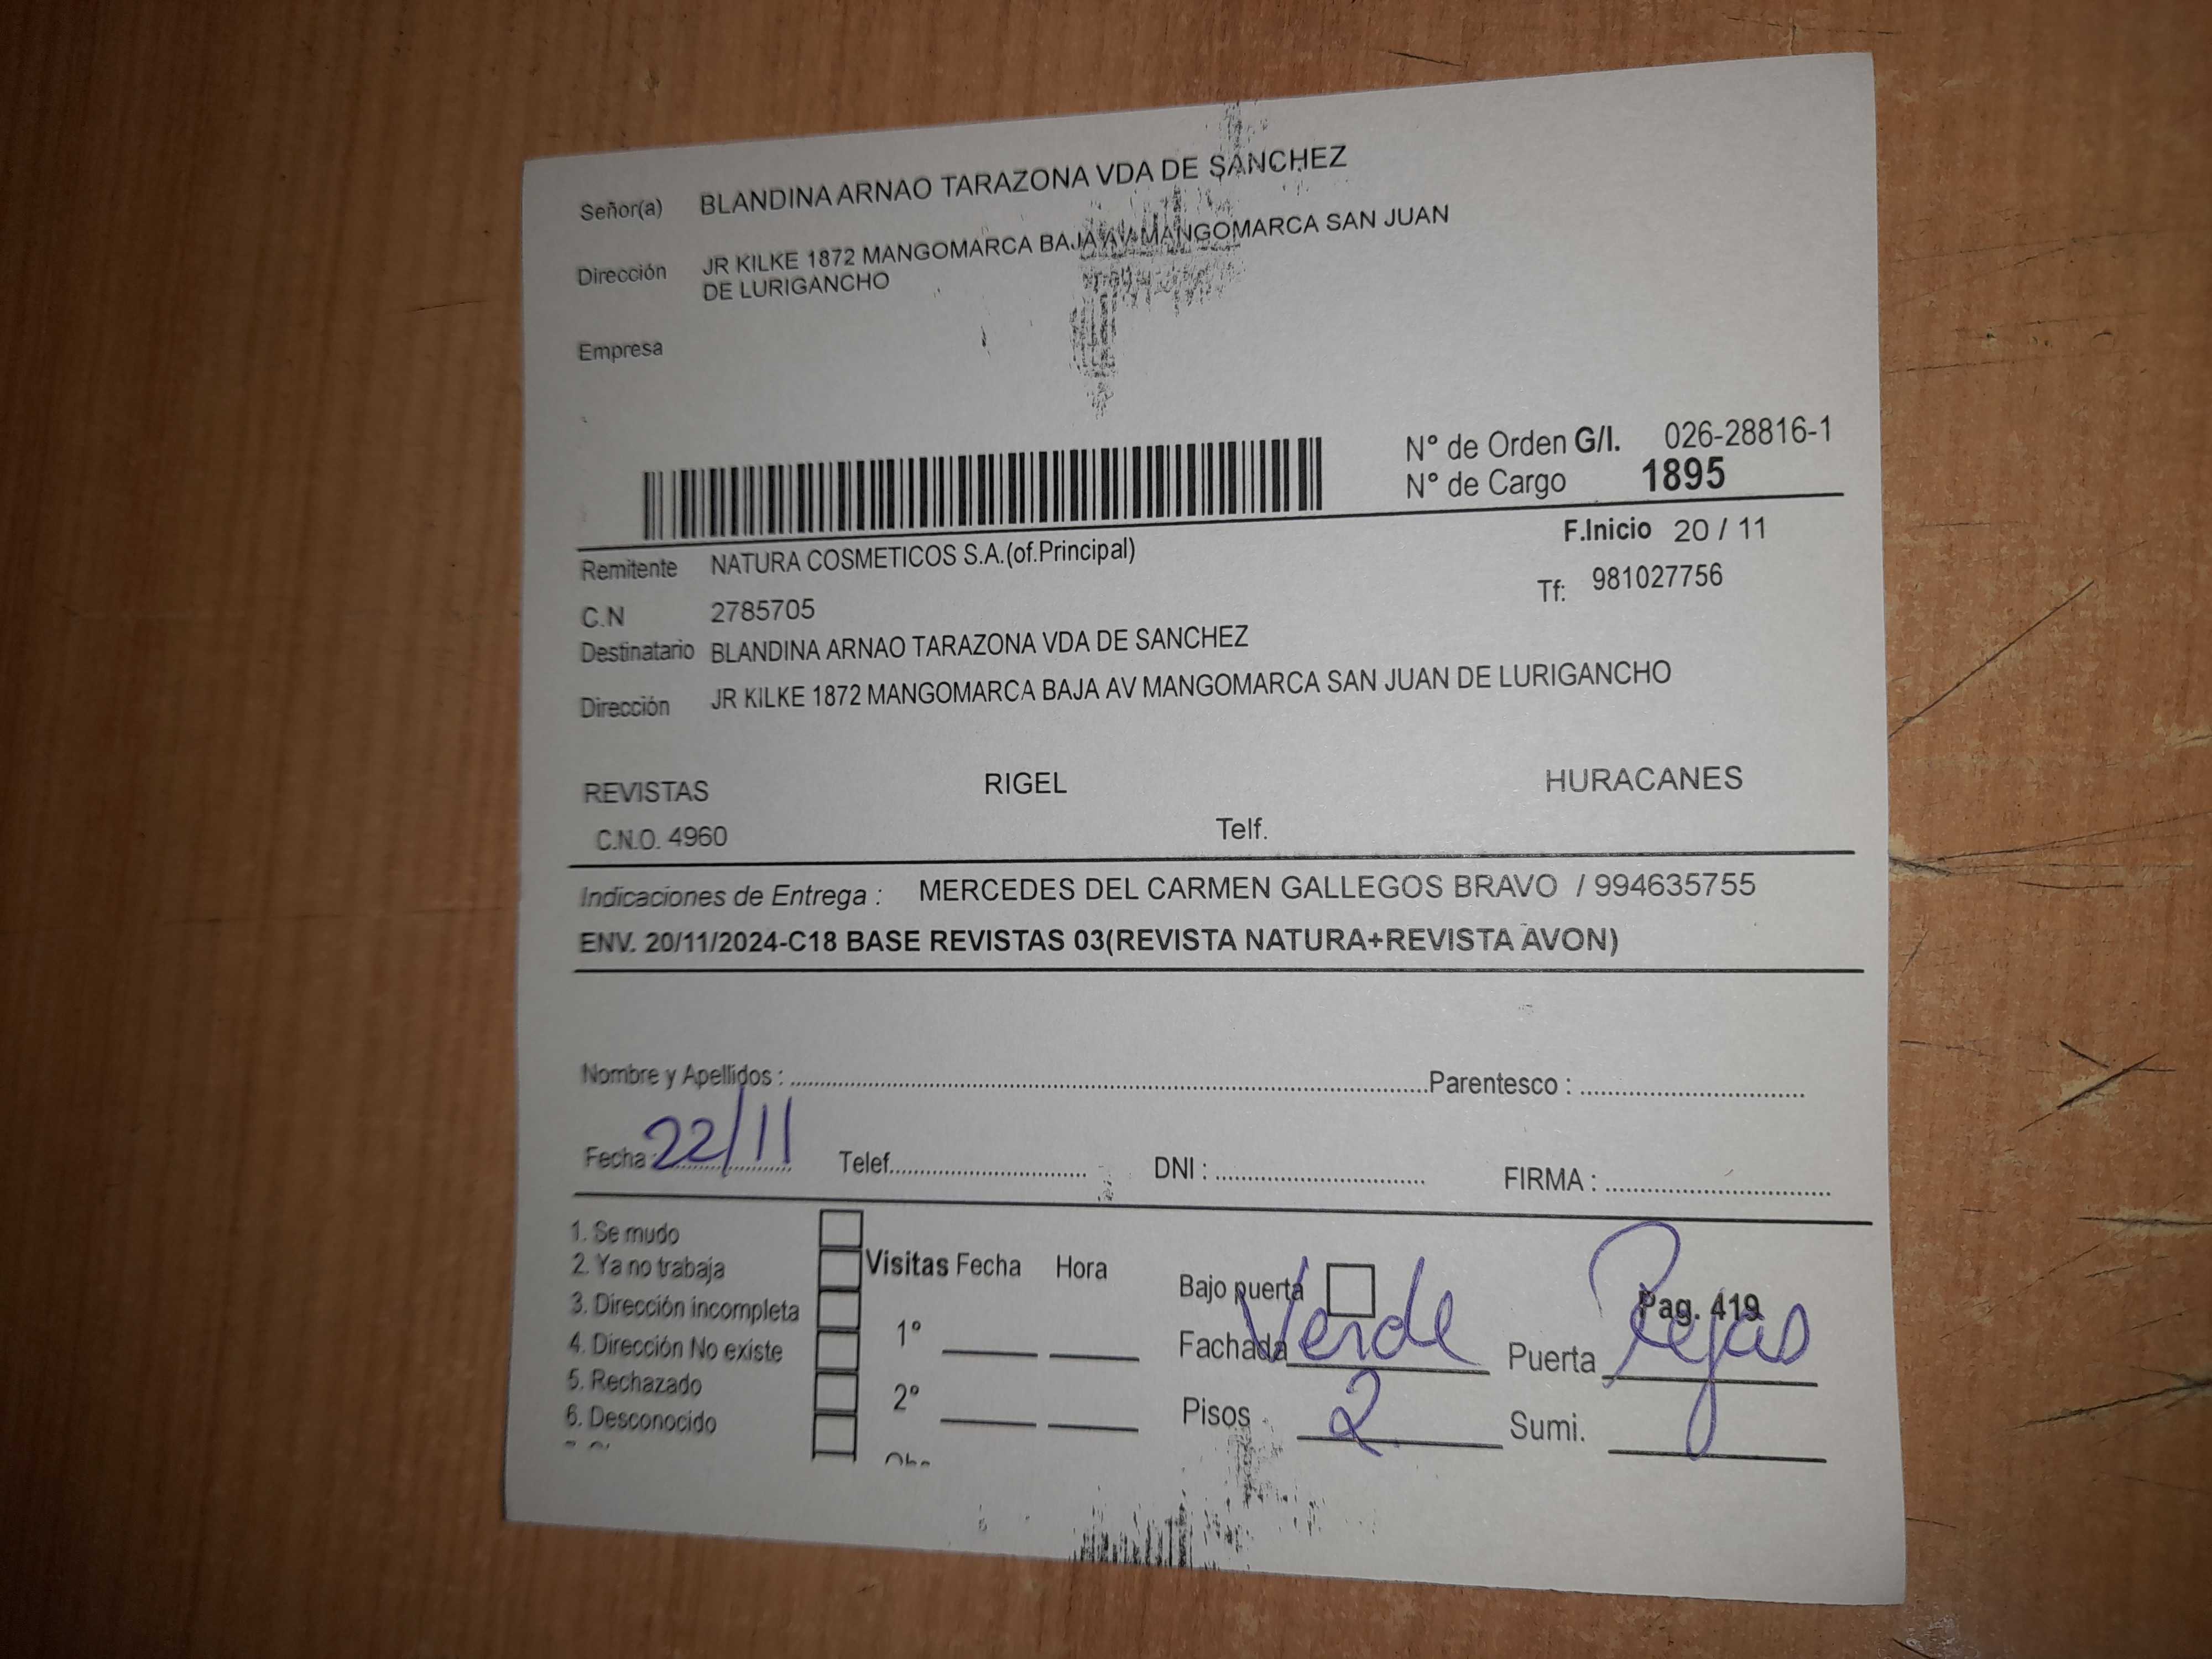 Señor(a) BLANDINA ARNAO TARAZONA VDA DE SANCHEZ
Dirección JR KILKE 1872 MANGOMARCA BAJA AV MANGOMARCA SAN JUAN
DE LURIGANCHO
Empresa
N° de Orden G/I. 026-28816-1
N° de Cargo 1895
F.Inicio 20 / 11
Remitente NATURA COSMETICOS S.A.(of.Principal)
Tf: 981027756
C.N 2785705
Destinatario BLANDINA ARNAO TARAZONA VDA DE SANCHEZ
Dirección JR KILKE 1872 MANGOMARCA BAJA AV MANGOMARCA SAN JUAN DE LURIGANCHO
REVISTAS RIGEL HURACANES
C.N.O. 4960 Telf.
Indicaciones de Entrega : MERCEDES DEL CARMEN GALLEGOS BRAVO / 994635755
ENV. 20/11/2024-C18 BASE REVISTAS 03(REVISTA NATURA+REVISTA AVON)
Nombre y Apellidos : Parentesco :
Fecha 22/11 Telef. DNI : FIRMA :
1. Se mudo
2. Ya no trabaja Visitas Fecha Hora Bajo puerta
3. Dirección incompleta Pag. 419
4. Dirección No existe 1° Fachada Verde Puerta Rejas
5. Rechazado
6. Desconocido 2° Pisos 2 Sumi.